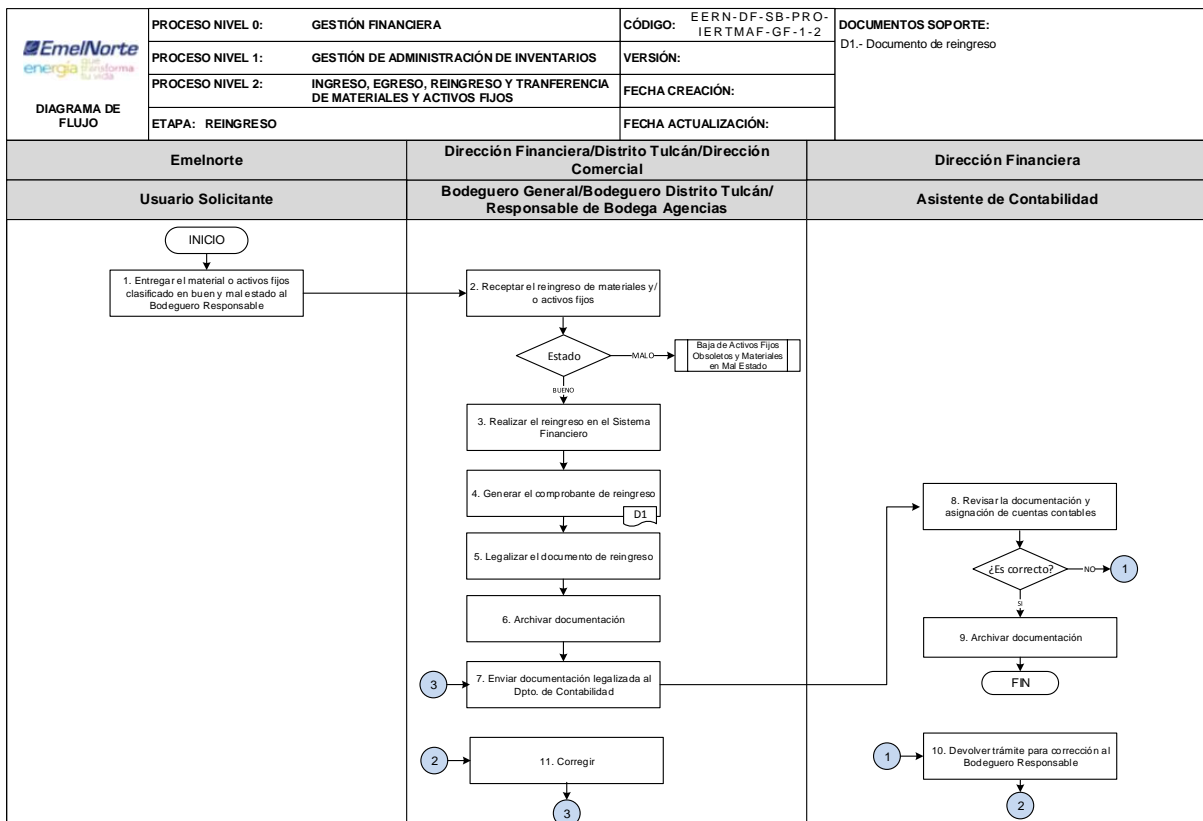 EmelNorte
energía que
transforma
tu vida
DIAGRAMA DE
FLUJO
PROCESO NIVEL 0: GESTIÓN FINANCIERA
PROCESO NIVEL 1: GESTIÓN DE ADMINISTRACIÓN DE INVENTARIOS
PROCESO NIVEL 2: INGRESO, EGRESO, REINGRESO Y TRANFERENCIA
DE MATERIALES Y ACTIVOS FIJOS
ETAPA: REINGRESO
CÓDIGO: EERN-DF-SB-PRO-
IERTMAF-GF-1-2
VERSIÓN:
FECHA CREACIÓN:
FECHA ACTUALIZACIÓN:
DOCUMENTOS SOPORTE:
D1.- Documento de reingreso
Emelnorte
Dirección Financiera/Distrito Tulcán/Dirección
Comercial
Dirección Financiera
Usuario Solicitante
Bodeguero General/Bodeguero Distrito Tulcán/
Responsable de Bodega Agencias
Asistente de Contabilidad
INICIO
1. Entregar el material o activos fijos
clasificado en buen y mal estado al
Bodeguero Responsable
2. Receptar el reingreso de materiales y/
o activos fijos
Estado
MALO
Baja de Activos Fijos
Obsoletos y Materiales
en Mal Estado
BUENO
3. Realizar el reingreso en el Sistema
Financiero
4. Generar el comprobante de reingreso
D1
5. Legalizar el documento de reingreso
6. Archivar documentación
3
7. Enviar documentación legalizada al
Dpto. de Contabilidad
2
11. Corregir
3
8. Revisar la documentación y
asignación de cuentas contables
¿Es correcto?
NO
1
SI
9. Archivar documentación
FIN
1
10. Devolver trámite para corrección al
Bodeguero Responsable
2